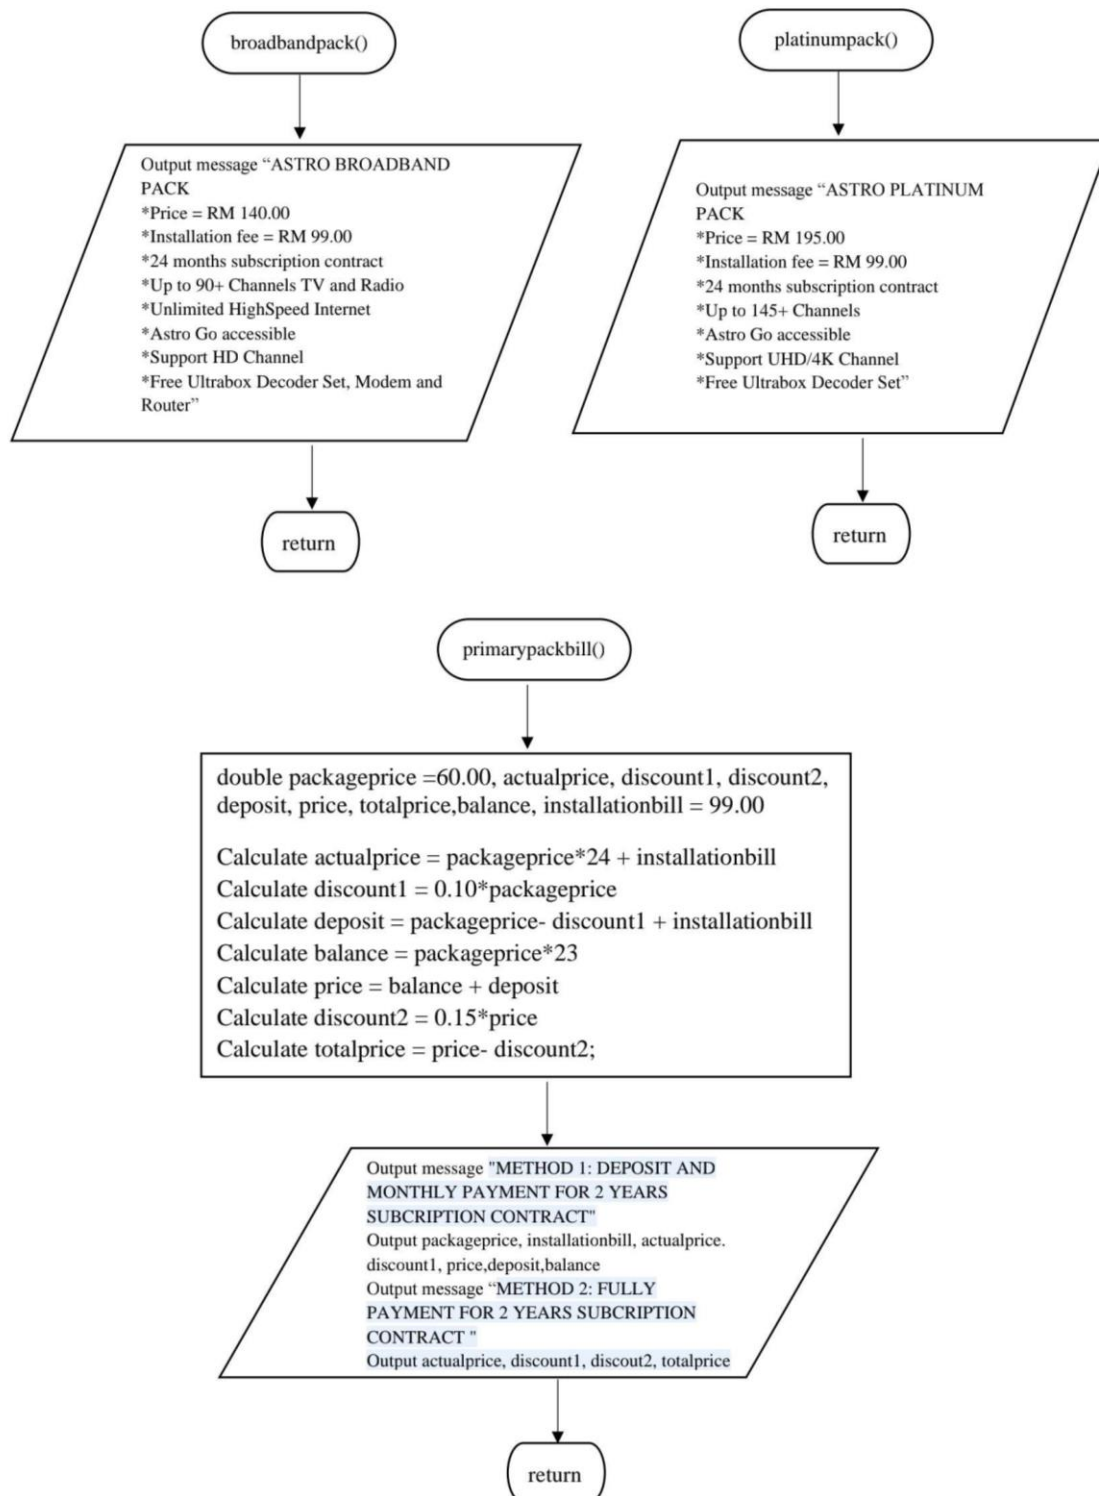 broadbandpack()
Output message “ASTRO BROADBAND
PACK
*Price = RM 140.00
*Installation fee = RM 99.00
*24 months subscription contract
*Up to 90+ Channels TV and Radio
*Unlimited HighSpeed Internet
*Astro Go accessible
*Support HD Channel
*Free Ultrabox Decoder Set, Modem and
Router”
return
platinumpack()
Output message “ASTRO PLATINUM
PACK
*Price = RM 195.00
*Installation fee = RM 99.00
*24 months subscription contract
*Up to 145+ Channels
*Astro Go accessible
*Support UHD/4K Channel
*Free Ultrabox Decoder Set”
return
primarypackbill()
double packageprice =60.00, actualprice, discount1, discount2,
deposit, price, totalprice,balance, installationbill = 99.00
Calculate actualprice = packageprice*24 + installationbill
Calculate discount1 = 0.10*packageprice
Calculate deposit = packageprice- discount1 + installationbill
Calculate balance = packageprice*23
Calculate price = balance + deposit
Calculate discount2 = 0.15*price
Calculate totalprice = price- discount2;
Output message "METHOD 1: DEPOSIT AND
MONTHLY PAYMENT FOR 2 YEARS
SUBCRIPTION CONTRACT"
Output packageprice, installationbill, actualprice.
discount1, price,deposit,balance
Output message “METHOD 2: FULLY
PAYMENT FOR 2 YEARS SUBCRIPTION
CONTRACT "
Output actualprice, discount1, discout2, totalprice
return